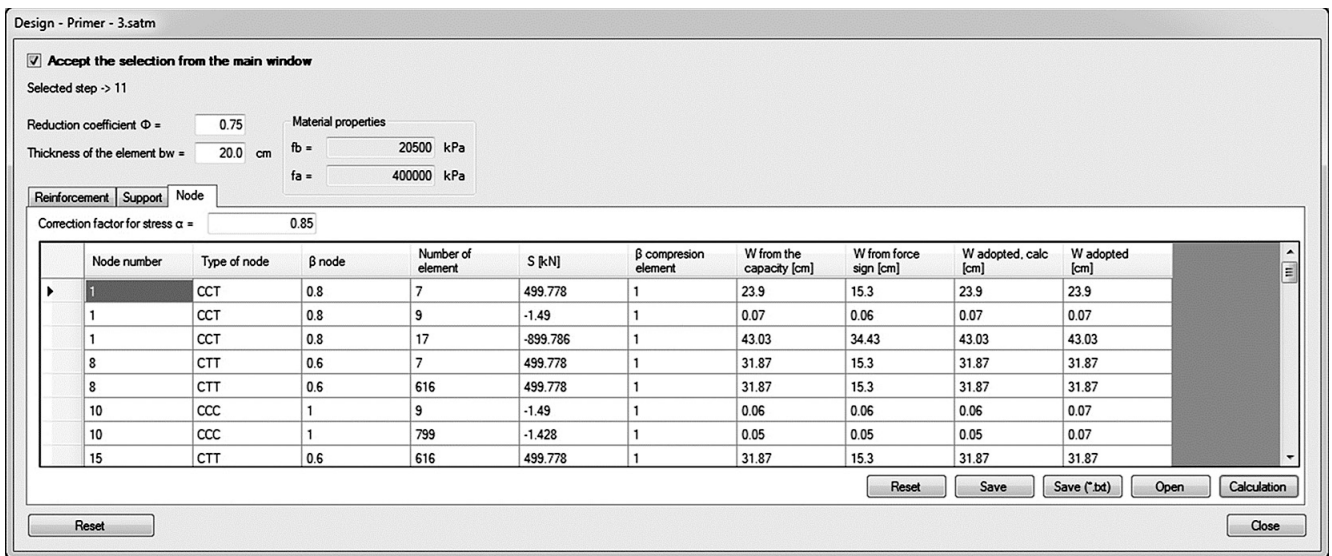 Design - Primer - 3.satm
Accept the selection from the main window
Selected step -> 11
Reduction coefficient Φ = 0.75
Material properties
Thickness of the element bw = 20.0 cm
fb = 20500 kPa
fa = 400000 kPa
Reinforcement Support Node
Correction factor for stress α = 0.85
Node number Type of node β node Number of element S [kN] β compresion element W from the capacity [cm] W from force sign [cm] W adopted, calc [cm] W adopted [cm]
1 CCT 0.8 7 499.778 1 23.9 15.3 23.9 23.9
1 CCT 0.8 9 -1.49 1 0.07 0.06 0.07 0.07
1 CCT 0.8 17 -899.786 1 43.03 34.43 43.03 43.03
8 CTT 0.6 7 499.778 1 31.87 15.3 31.87 31.87
8 CTT 0.6 616 499.778 1 31.87 15.3 31.87 31.87
10 CCC 1 9 -1.49 1 0.06 0.06 0.06 0.07
10 CCC 1 799 -1.428 1 0.05 0.05 0.05 0.07
15 CTT 0.6 616 499.778 1 31.87 15.3 31.87 31.87
Reset Save Save (*.txt) Open Calculation
Reset Close